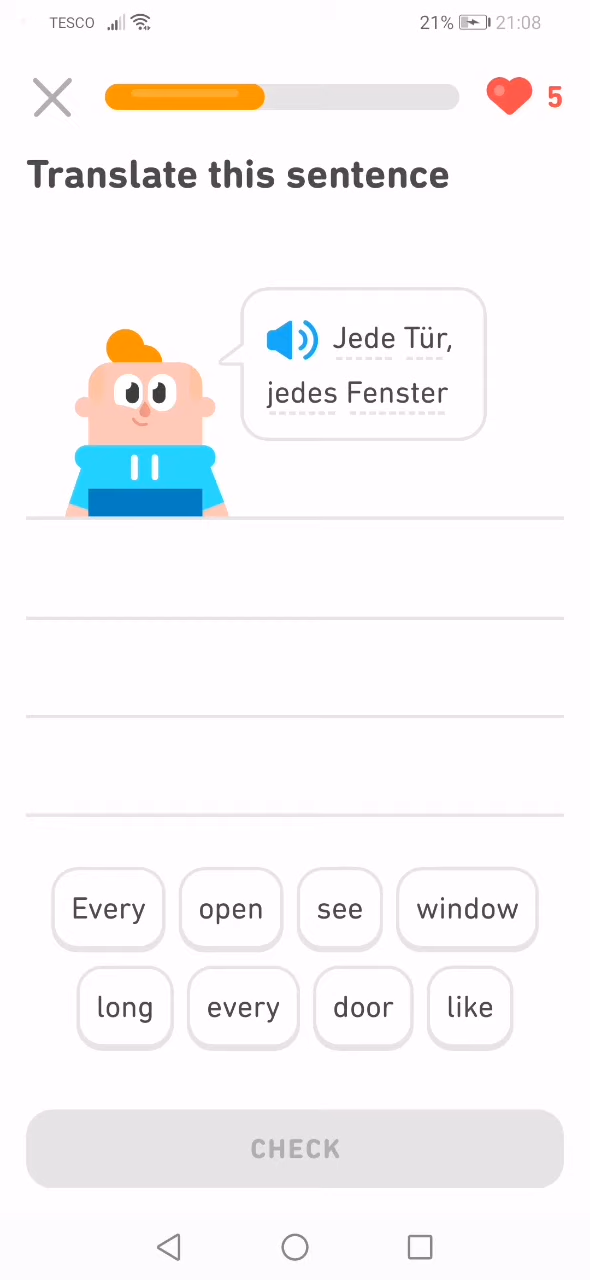 TESCO 21% 21:08
5
Translate this sentence
Jede Tür,
jedes Fenster
Every open see window
long every door like
CHECK